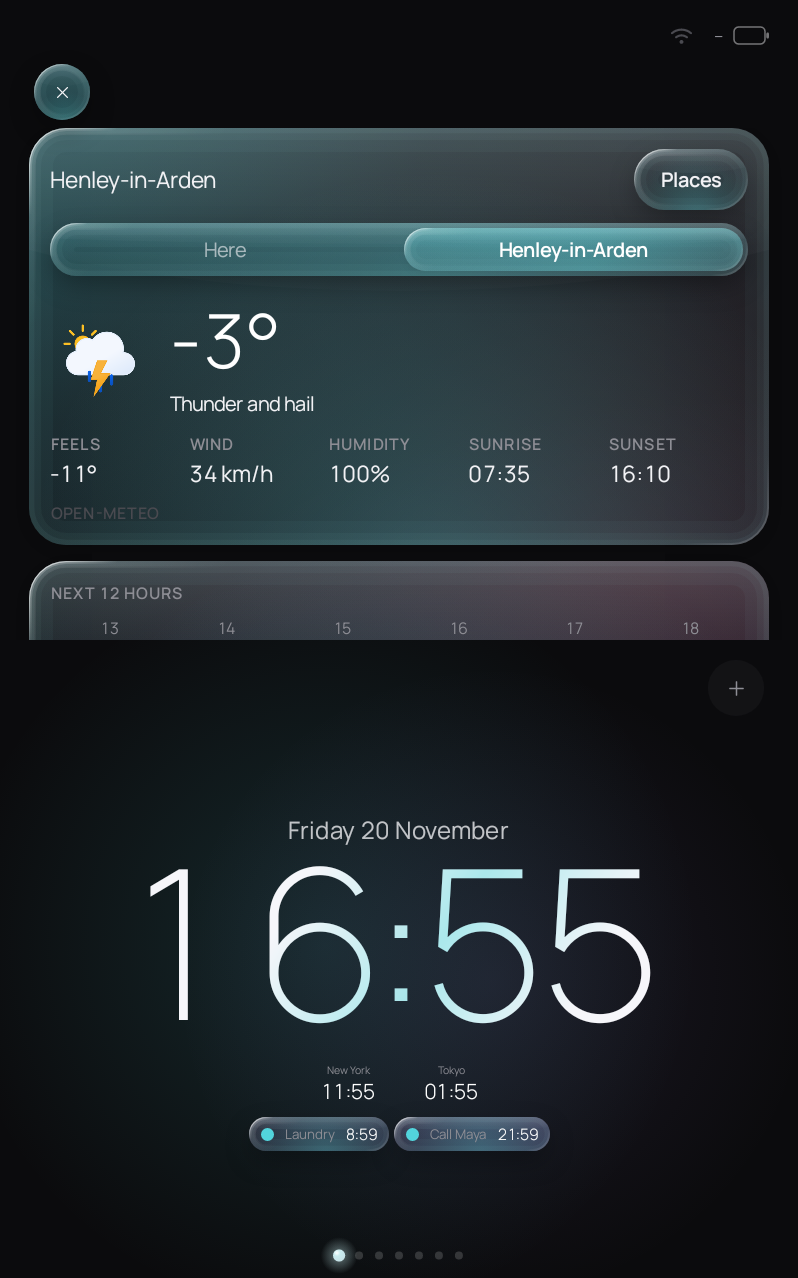 Henley-in-Arden
Places
Here
Henley-in-Arden
-3°
Thunder and hail
FEELS WIND HUMIDITY SUNRISE SUNSET
-11° 34 km/h 100% 07:35 16:10
OPEN-METEO
NEXT 12 HOURS
13 14 15 16 17 18
Friday 20 November
16:55
New York Tokyo
11:55 01:55
Laundry 8:59 Call Maya 21:59